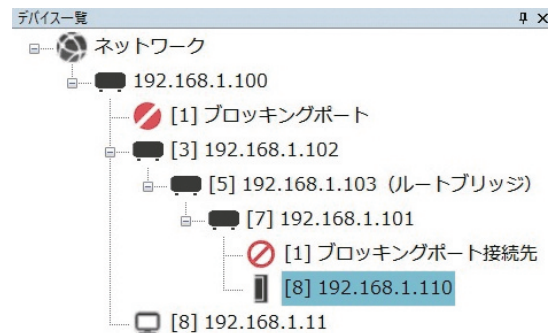 デバイス一覧
ネットワーク
192.168.1.100
[1] ブロッキングポート
[3] 192.168.1.102
[5] 192.168.1.103（ルートブリッジ）
[7] 192.168.1.101
[1] ブロッキングポート接続先
[8] 192.168.1.110
[8] 192.168.1.11